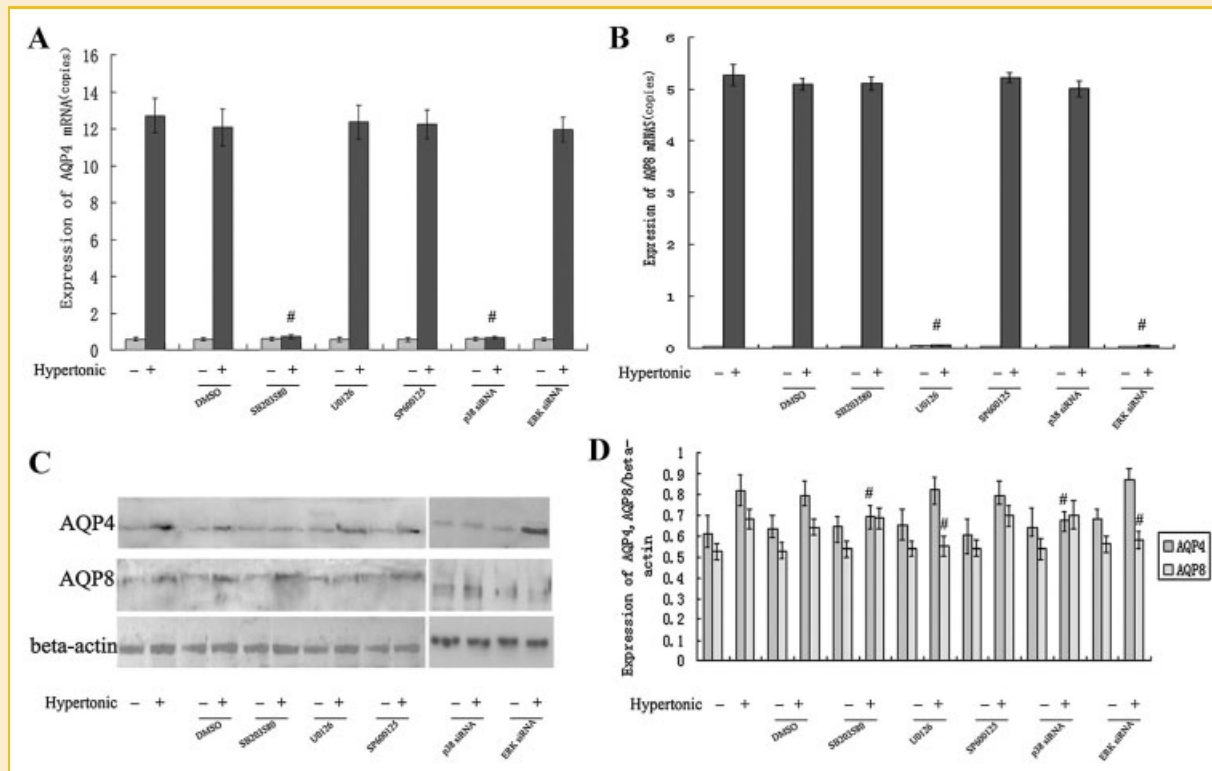 A
Expression of AQP4 mRNA(copies)
16
14
12
10
8
6
4
2
0
#
#
Hypertonic − + − + − + − + − + − + − +
DMSO SB203580 U0126 SP600125 p38 siRNA ERK siRNA
B
Expression of AQP8 mRNAS(copies)
6
5
4
3
2
1
0
#
#
Hypertonic − + − + − + − + − + − + − +
DMSO SB203580 U0126 SP600125 p38 siRNA ERK siRNA
C
AQP4
AQP8
beta-actin
Hypertonic − + − + − + − + − + − + − +
DMSO SB203580 U0126 SP600125 p38 siRNA ERK siRNA
D
Expression of AQP4,AQP8/beta-
actin
1
0.9
0.8
0.7
0.6
0.5
0.4
0.3
0.2
0.1
0
#
#
#
#
AQP4
AQP8
Hypertonic − + − + − + − + − + − + − +
DMSO SB203580 U0126 SP600125 p38 siRNA ERK siRNA